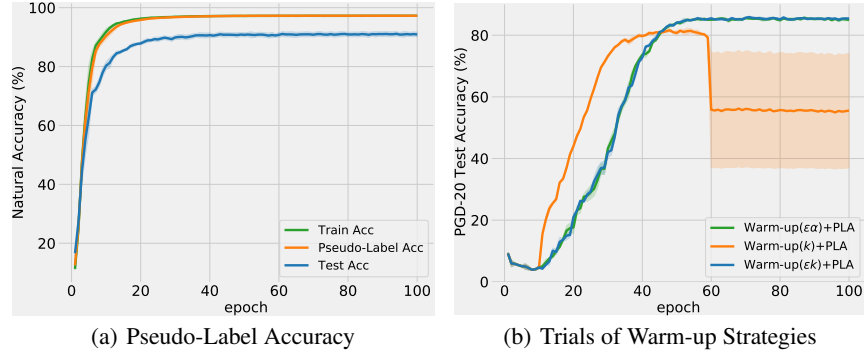 100
80
60
40
20
Natural Accuracy (%)
0 20 40 60 80 100
epoch
Train Acc
Pseudo-Label Acc
Test Acc
(a) Pseudo-Label Accuracy
80
60
40
20
0
PGD-20 Test Accuracy (%)
0 20 40 60 80 100
epoch
Warm-up(εα)+PLA
Warm-up(k)+PLA
Warm-up(εk)+PLA
(b) Trials of Warm-up Strategies